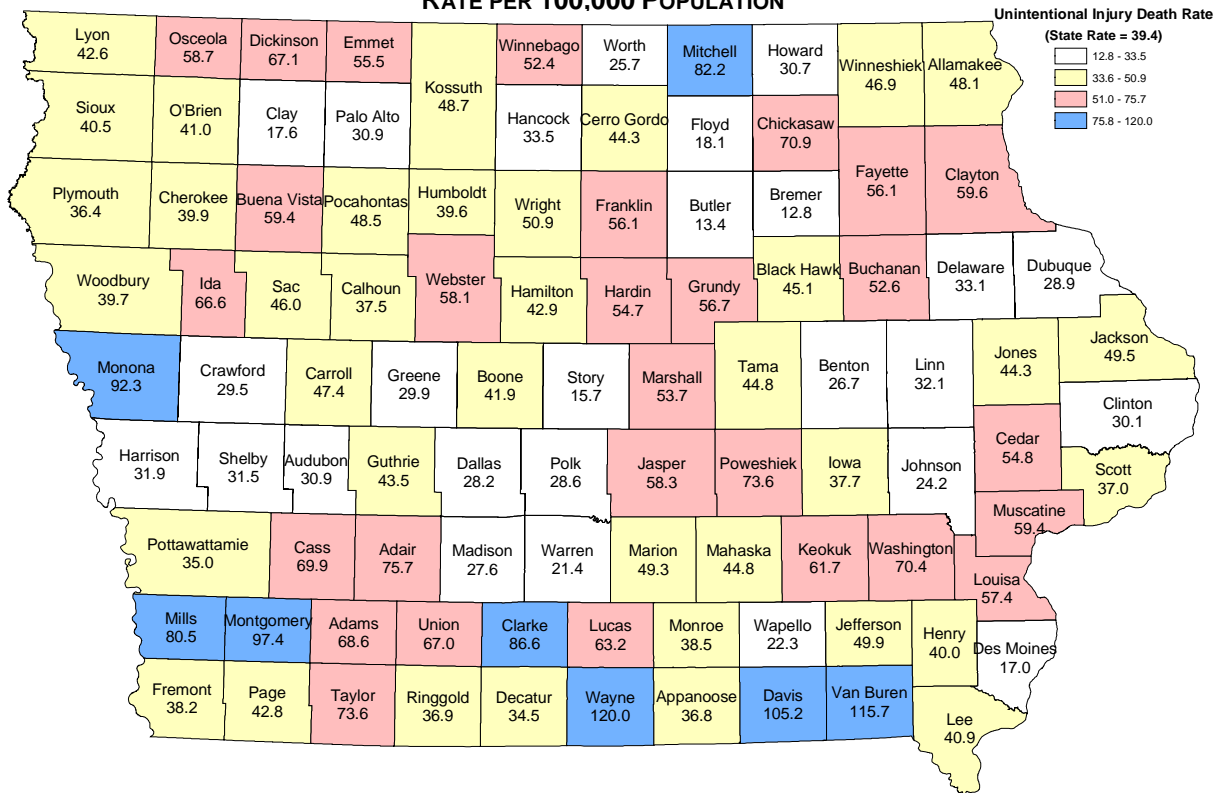 RATE PER 100,000 POPULATION
Unintentional Injury Death Rate
(State Rate = 39.4)
12.8 - 33.5
33.6 - 50.9
51.0 - 75.7
75.8 - 120.0
Lyon
42.6
Osceola
58.7
Dickinson
67.1
Emmet
55.5
Kossuth
48.7
Winnebago
52.4
Worth
25.7
Mitchell
82.2
Howard
30.7
Winneshiek
46.9
Allamakee
48.1
Sioux
40.5
O'Brien
41.0
Clay
17.6
Palo Alto
30.9
Hancock
33.5
Cerro Gordo
44.3
Floyd
18.1
Chickasaw
70.9
Plymouth
36.4
Cherokee
39.9
Buena Vista
59.4
Pocahontas
48.5
Humboldt
39.6
Wright
50.9
Franklin
56.1
Butler
13.4
Bremer
12.8
Fayette
56.1
Clayton
59.6
Woodbury
39.7
Ida
66.6
Sac
46.0
Calhoun
37.5
Webster
58.1
Hamilton
42.9
Hardin
54.7
Grundy
56.7
Black Hawk
45.1
Buchanan
52.6
Delaware
33.1
Dubuque
28.9
Monona
92.3
Crawford
29.5
Carroll
47.4
Greene
29.9
Boone
41.9
Story
15.7
Marshall
53.7
Tama
44.8
Benton
26.7
Linn
32.1
Jones
44.3
Jackson
49.5
Clinton
30.1
Harrison
31.9
Shelby
31.5
Audubon
30.9
Guthrie
43.5
Dallas
28.2
Polk
28.6
Jasper
58.3
Poweshiek
73.6
Iowa
37.7
Johnson
24.2
Cedar
54.8
Scott
37.0
Muscatine
59.4
Pottawattamie
35.0
Cass
69.9
Adair
75.7
Madison
27.6
Warren
21.4
Marion
49.3
Mahaska
44.8
Keokuk
61.7
Washington
70.4
Louisa
57.4
Mills
80.5
Montgomery
97.4
Adams
68.6
Union
67.0
Clarke
86.6
Lucas
63.2
Monroe
38.5
Wapello
22.3
Jefferson
49.9
Henry
40.0
Des Moines
17.0
Fremont
38.2
Page
42.8
Taylor
73.6
Ringgold
36.9
Decatur
34.5
Wayne
120.0
Appanoose
36.8
Davis
105.2
Van Buren
115.7
Lee
40.9